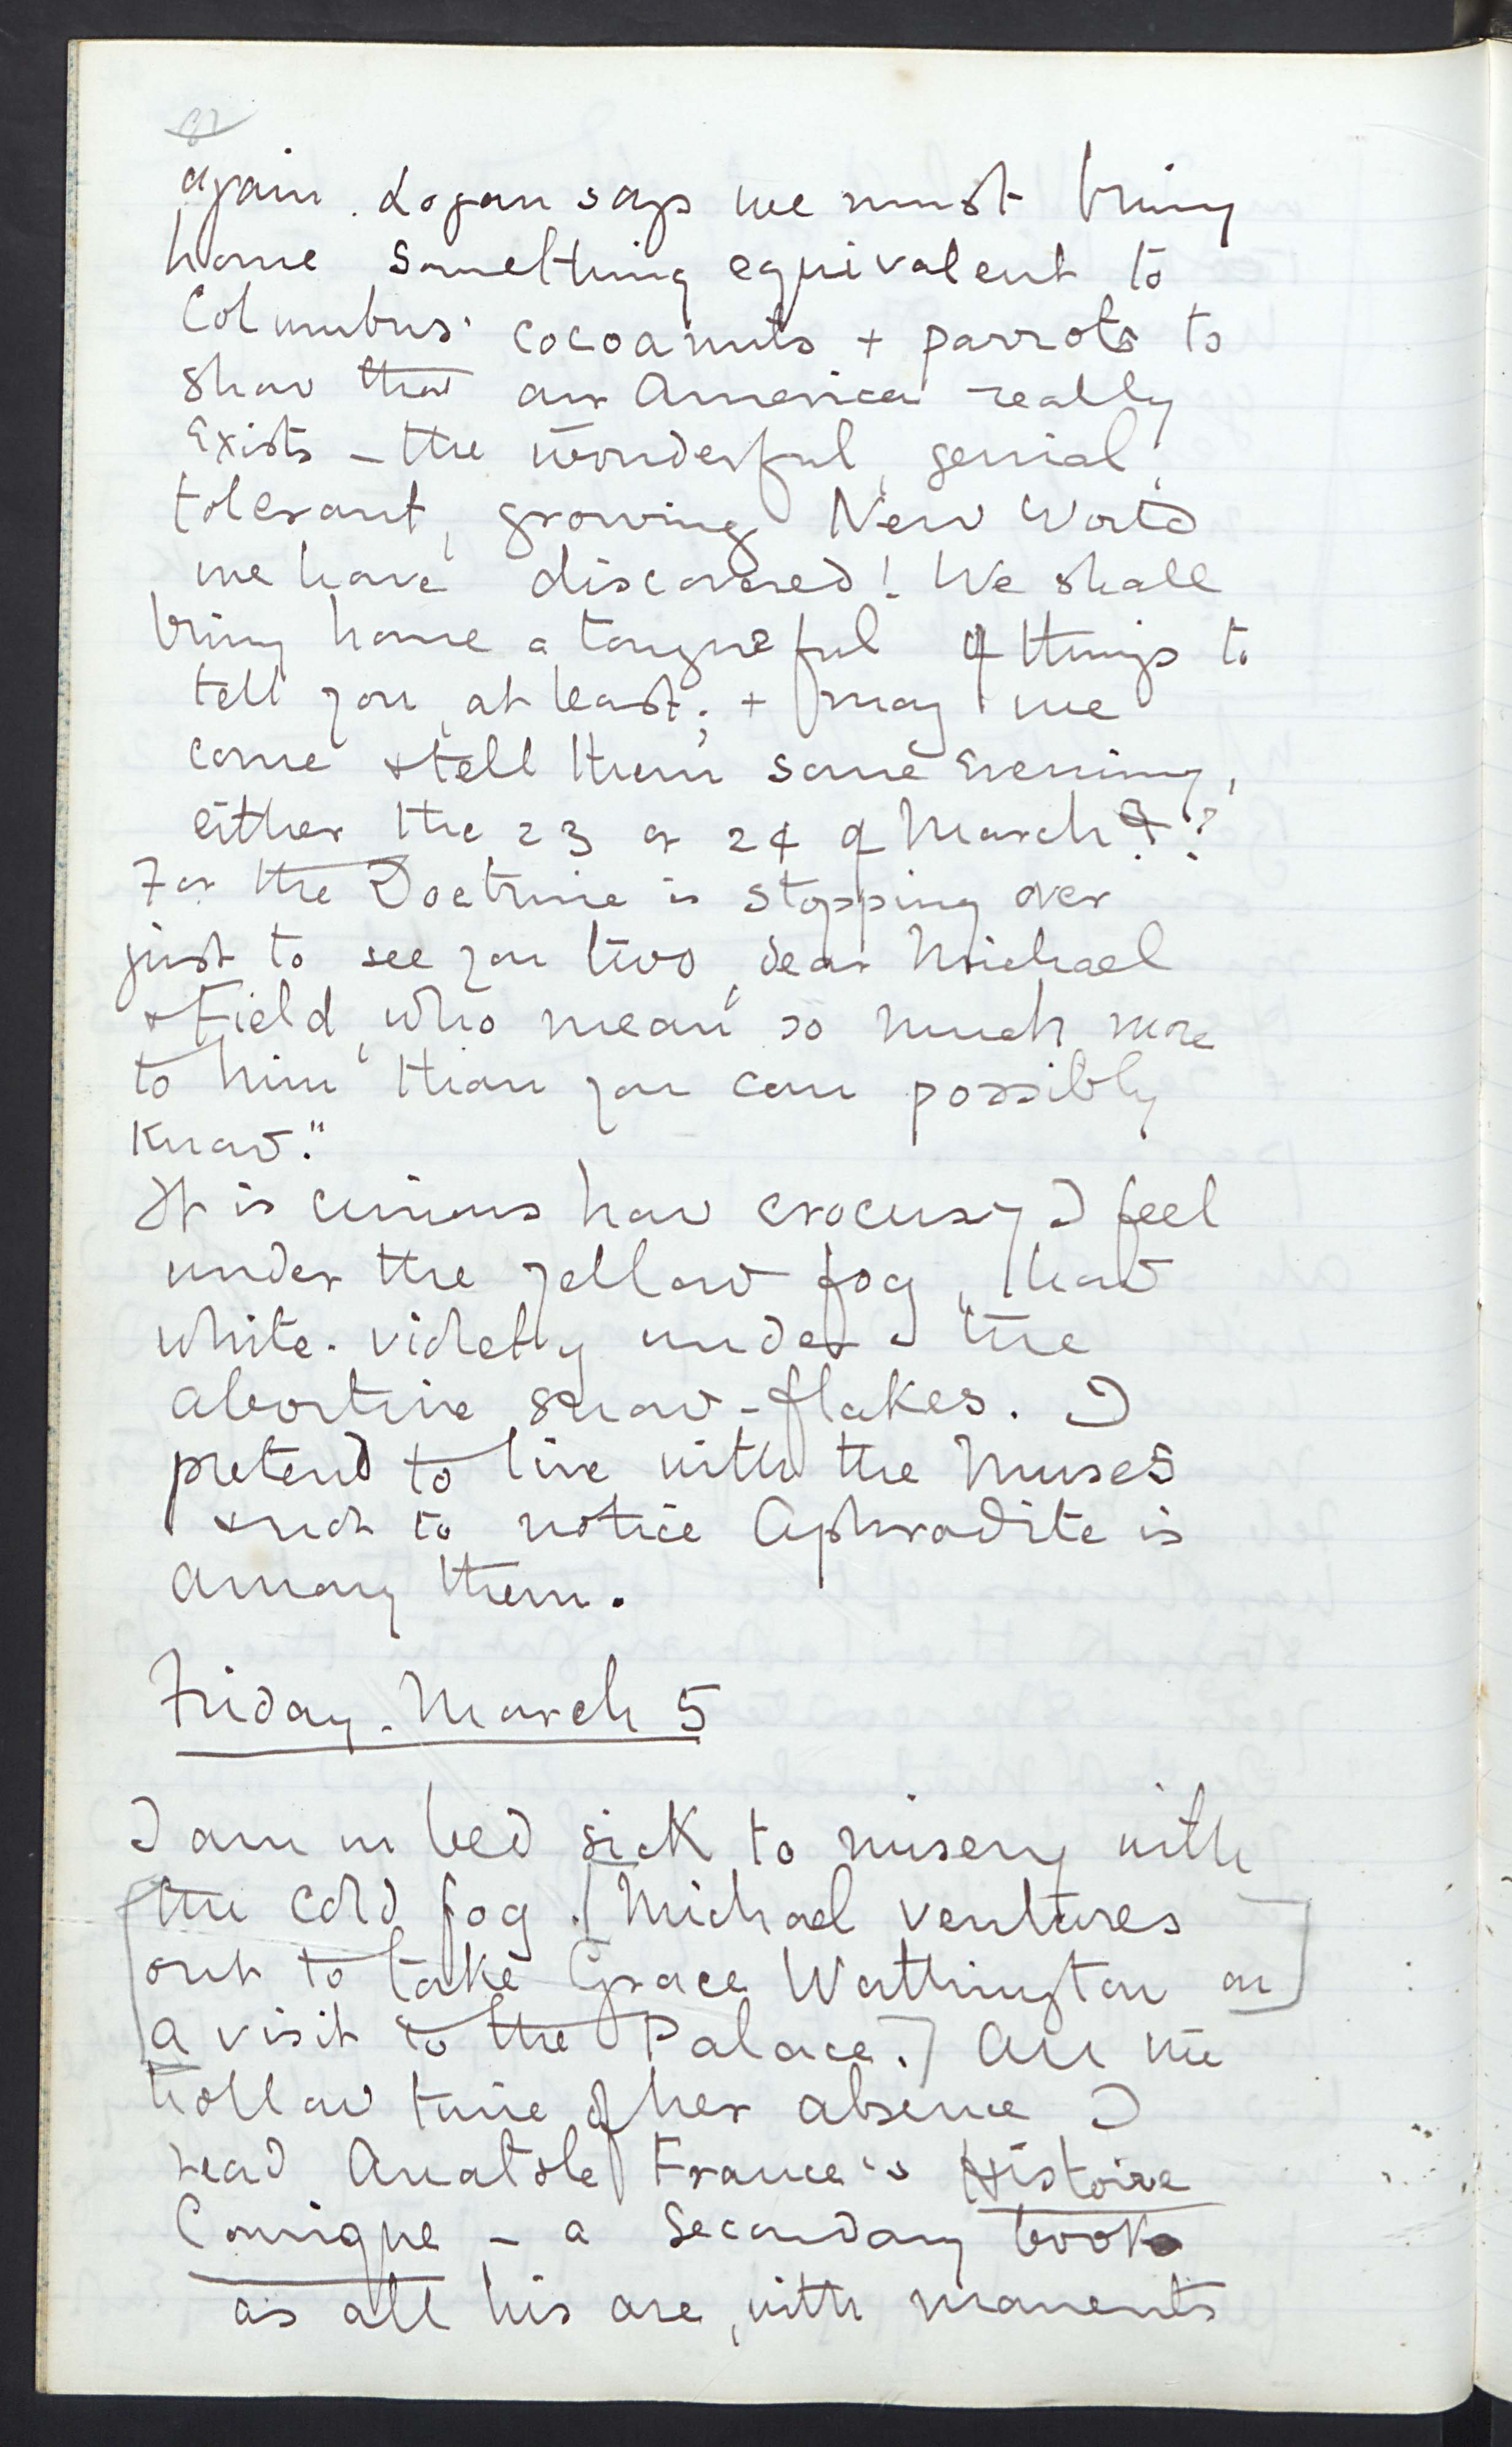 again. Logan says we must bring
home something equivalent to
Columbus' cocoanuts + parrots to
show that our America really
exists – the wonderful, genial,
tolerant, growing New World
we have discovered! We shall
bring home a tongue ful of things to
tell you, at least; + may we
come + tell them some evening,
either the 23 or 24 of March?
For the Doctrine is stopping over
just to see you two, dear Michael
+ Field, who mean so much more
to him than you can possibly
know."
It is curious how crocusy I feel
under the yellow fog, how
white-violety under the
abortive snow-flakes. I
pretend to live with the Muses
+ not to notice Aphrodite is
among them.
Friday. March 5
I am in bed sick to misery with
the cold fog. [Michael ventures
out to take Grace Watthington on
a visit to the Palace.] All the
hollow time of her absence I
read Anatole France's Histoire
Comique – a secondary book
as all his are, with moments